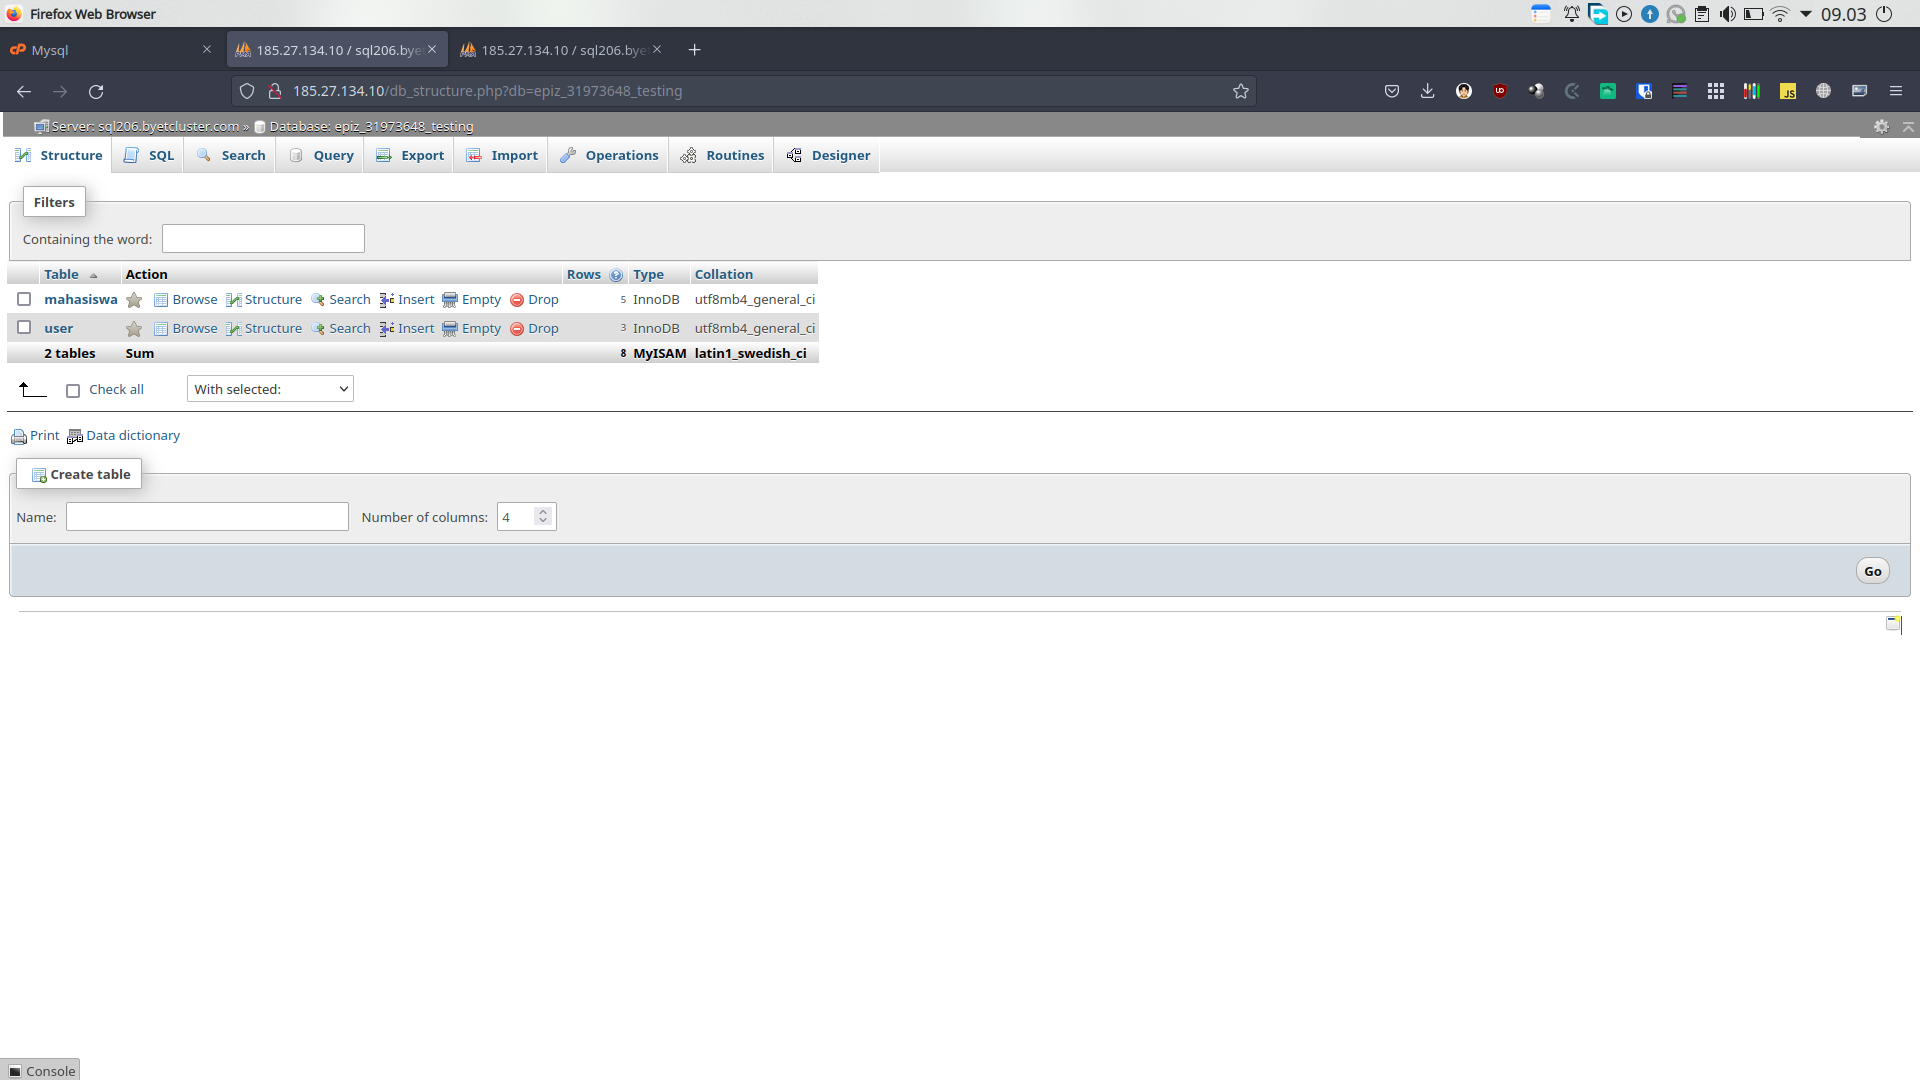 Firefox Web Browser
09.03
Mysql
185.27.134.10 / sql206.bye
185.27.134.10 / sql206.bye
185.27.134.10/db_structure.php?db=epiz_31973648_testing
Server: sql206.byetcluster.com » Database: epiz_31973648_testing
Structure SQL Search Query Export Import Operations Routines Designer
Filters
Containing the word:
Table Action Rows Type Collation
mahasiswa Browse Structure Search Insert Empty Drop 5 InnoDB utf8mb4_general_ci
user Browse Structure Search Insert Empty Drop 3 InnoDB utf8mb4_general_ci
2 tables Sum 8 MyISAM latin1_swedish_ci
Check all With selected:
Print Data dictionary
Create table
Name: Number of columns: 4
Go
Console